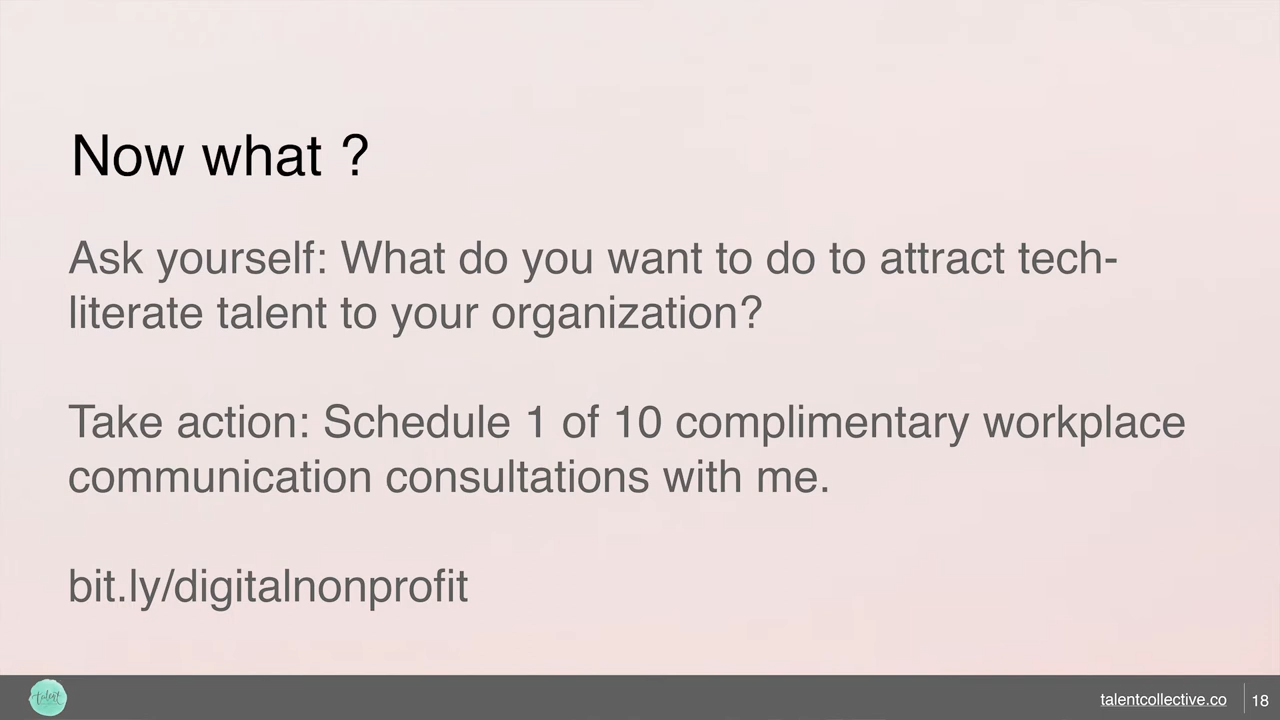 Now what ?
Ask yourself: What do you want to do to attract tech-
literate talent to your organization?
Take action: Schedule 1 of 10 complimentary workplace
communication consultations with me.
bit.ly/digitalnonprofit
talent
talentcollective.co
18